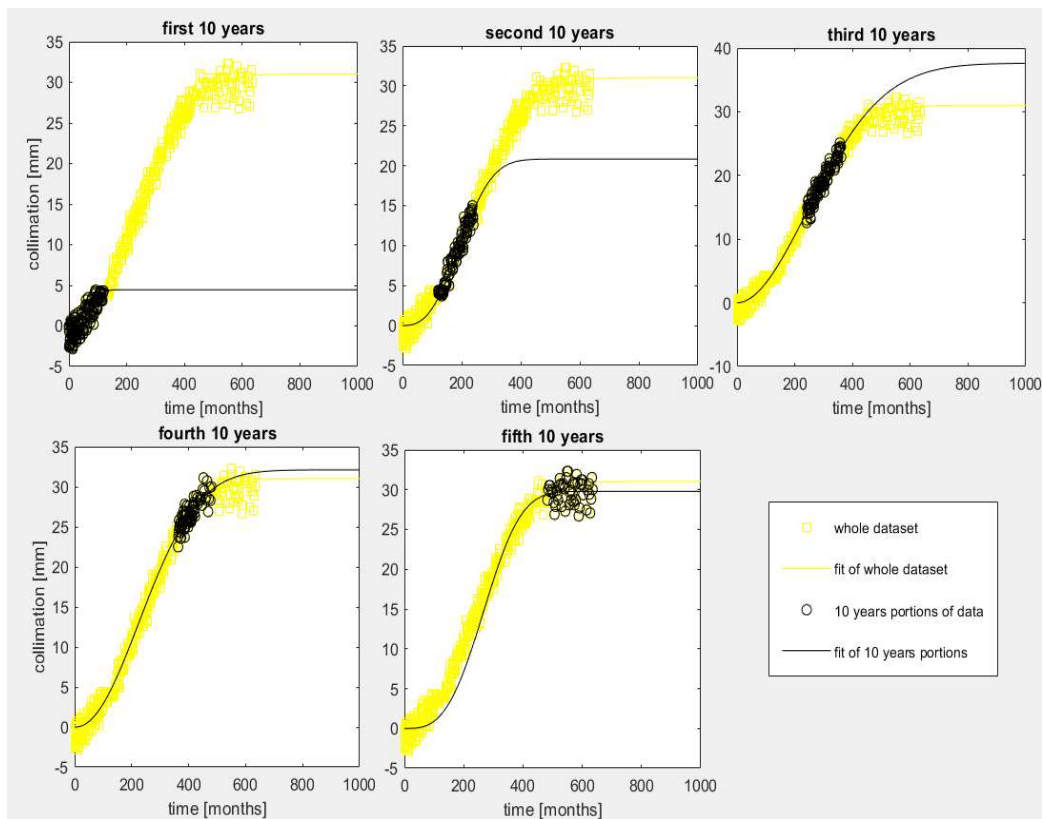 first 10 years
35
30
25
20
15
10
5
0
-5
0 200 400 600 800 1000
collimation [mm]
time [months]
second 10 years
35
30
25
20
15
10
5
0
-5
0 200 400 600 800 1000
time [months]
third 10 years
40
30
20
10
0
-10
0 200 400 600 800 1000
time [months]
fourth 10 years
35
30
25
20
15
10
5
0
-5
0 200 400 600 800 1000
collimation [mm]
time [months]
fifth 10 years
35
30
25
20
15
10
5
0
-5
0 200 400 600 800 1000
time [months]
whole dataset
fit of whole dataset
10 years portions of data
fit of 10 years portions